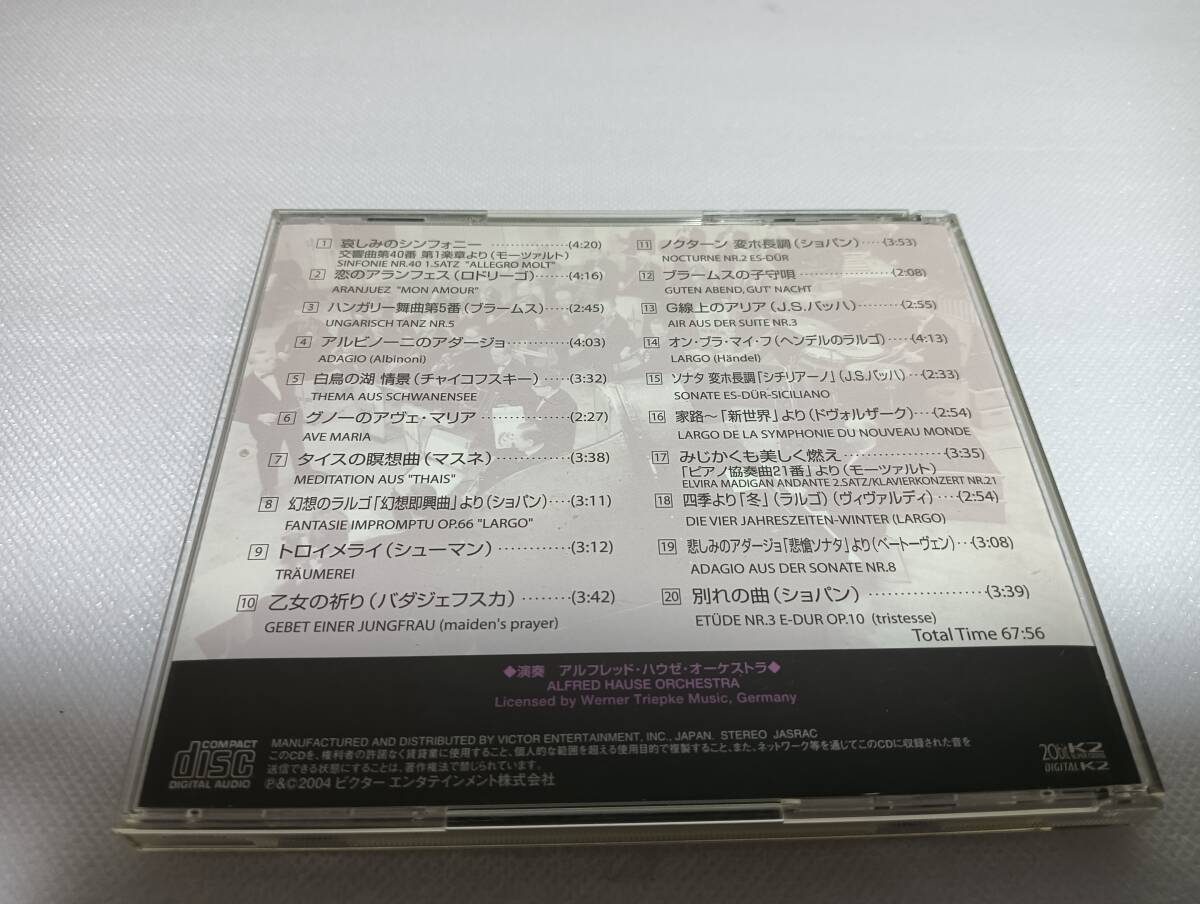 1 哀しみのシンフォニー ················(4:20)
交響曲第40番 第1楽章より(モーツァルト)
SINFONIE NR.40 1.SATZ "ALLEGRO MOLT"
2 恋のアランフェス(ロドリーゴ)·······(4:16)
ARANJUEZ "MON AMOUR"
3 ハンガリー舞曲第5番(ブラームス)·····(2:45)
UNGARISCH TANZ NR.5
4 アルビノーニのアダージョ············(4:03)
ADAGIO (Albinoni)
5 白鳥の湖 情景(チャイコフスキー)·····(3:32)
THEMA AUS SCHWANENSEE
6 グノーのアヴェ・マリア ·············(2:27)
AVE MARIA
7 タイスの瞑想曲(マスネ)·············(3:38)
MEDITATION AUS "THAIS"
8 幻想のラルゴ「幻想即興曲」より(ショパン)····(3:11)
FANTASIE IMPROMPTU OP.66 "LARGO"
9 トロイメライ(シューマン)············(3:12)
TRÄUMEREI
10 乙女の祈り(バダジェフスカ)········(3:42)
GEBET EINER JUNGFRAU (maiden's prayer)
11 ノクターン 変ホ長調(ショパン)····(3:53)
NOCTURNE NR.2 ES-DÜR
12 ブラームスの子守唄 ················(2:08)
GUTEN ABEND, GUT' NACHT
13 G線上のアリア(J.S.バッハ)·····(2:55)
AIR AUS DER SUITE NR.3
14 オン・ブラ・マイ・フ(ヘンデルのラルゴ)·····(4:13)
LARGO (Händel)
15 ソナタ 変ホ長調「シチリアーノ」(J.S.バッハ)···(2:33)
SONATE ES-DÜR-SICILIANO
16 家路〜「新世界」より(ドヴォルザーク)···(2:54)
LARGO DE LA SYMPHONIE DU NOUVEAU MONDE
17 みじかくも美しく燃え················(3:35)
「ピアノ協奏曲21番」より(モーツァルト)
ELVIRA MADIGAN ANDANTE 2.SATZ/KLAVIERKONZERT NR.21
18 四季より「冬」(ラルゴ)(ヴィヴァルディ)···(2:54)
DIE VIER JAHRESZEITEN-WINTER (LARGO)
19 悲しみのアダージョ「悲愴ソナタ」より(ベートーヴェン)··(3:08)
ADAGIO AUS DER SONATE NR.8
20 別れの曲(ショパン) ··················(3:39)
ETÜDE NR.3 E-DUR OP.10 (tristesse)
Total Time 67:56
◆演奏 アルフレッド・ハウゼ・オーケストラ◆
ALFRED HAUSE ORCHESTRA
Licensed by Werner Triepke Music, Germany
COMPACT disc DIGITAL AUDIO
MANUFACTURED AND DISTRIBUTED BY VICTOR ENTERTAINMENT, INC., JAPAN. STEREO JASRAC
このCDを、権利者の許諾なく賃貸業に使用すること、個人的な範囲を超える使用目的で複製すること、また、ネットワーク等を通じてこのCDに収録された音を
送信できる状態にすることは、著作権法で禁じられています。
℗&©2004 ビクター エンタテインメント株式会社
20bit K2
DIGITAL K2